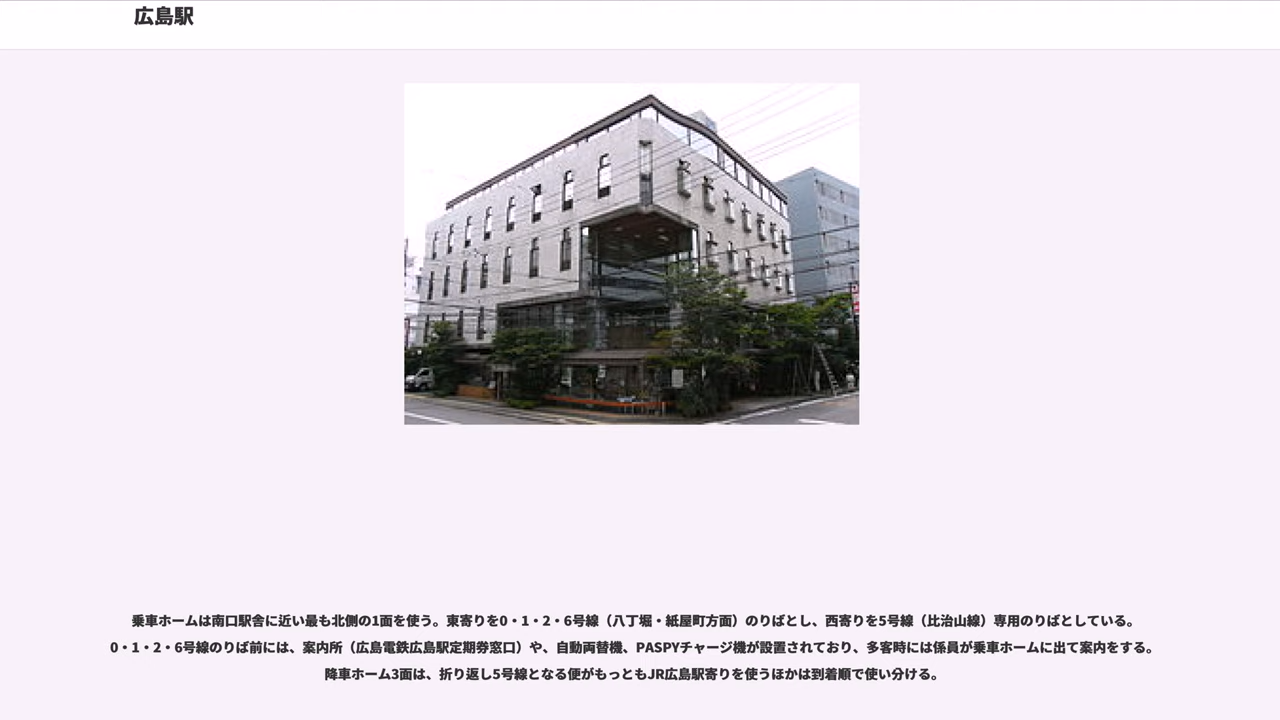 広島駅
乗車ホームは南口駅舎に近い最も北側の1面を使う。東寄りを0・1・2・6号線（八丁堀・紙屋町方面）のりばとし、西寄りを5号線（比治山線）専用のりばとしている。
0・1・2・6号線のりば前には、案内所（広島電鉄広島駅定期券窓口）や、自動両替機、PASPYチャージ機が設置されており、多客時には係員が乗車ホームに出て案内をする。
降車ホーム3面は、折り返し5号線となる便がもっともJR広島駅寄りを使うほかは到着順で使い分ける。